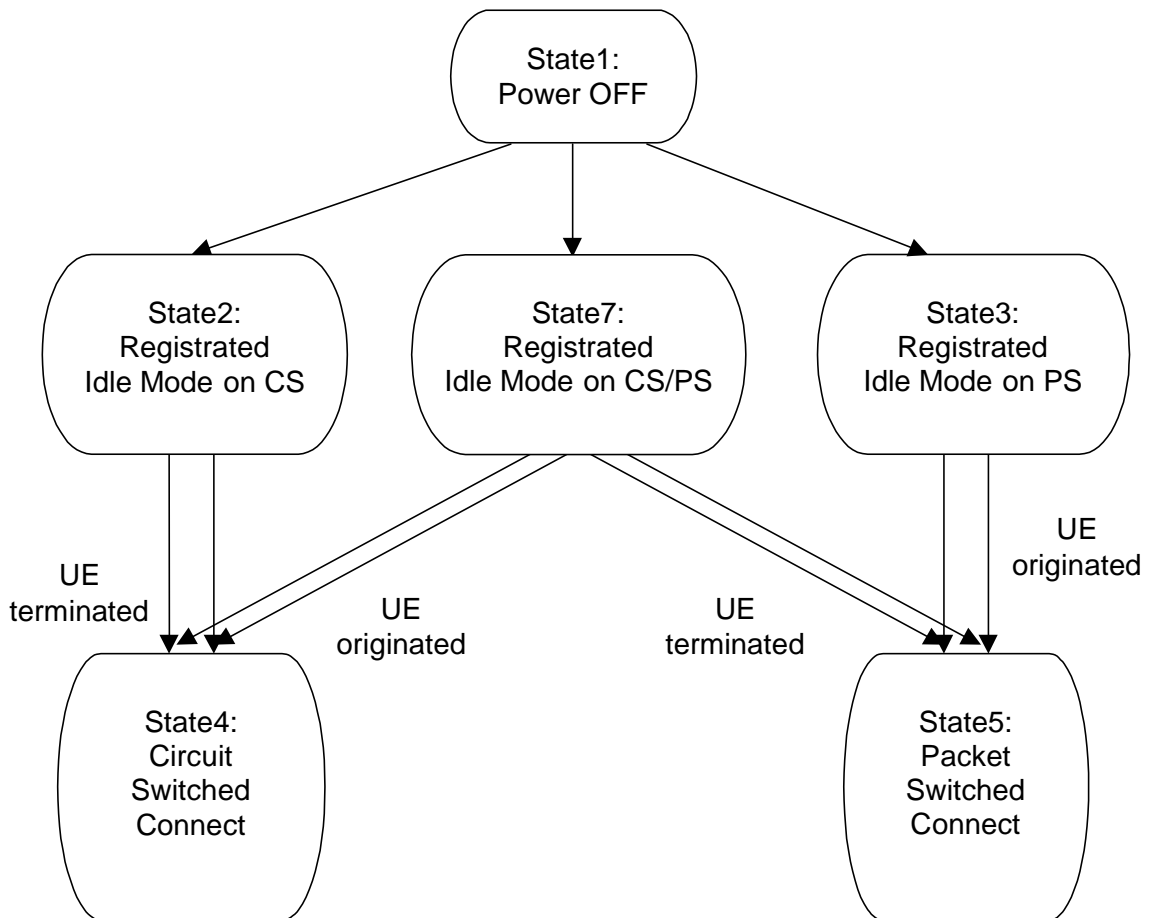 State1:
Power OFF
State2:
Registrated
Idle Mode on CS
State7:
Registrated
Idle Mode on CS/PS
State3:
Registrated
Idle Mode on PS
UE
terminated
UE
originated
UE
terminated
UE
originated
State4:
Circuit
Switched
Connect
State5:
Packet
Switched
Connect